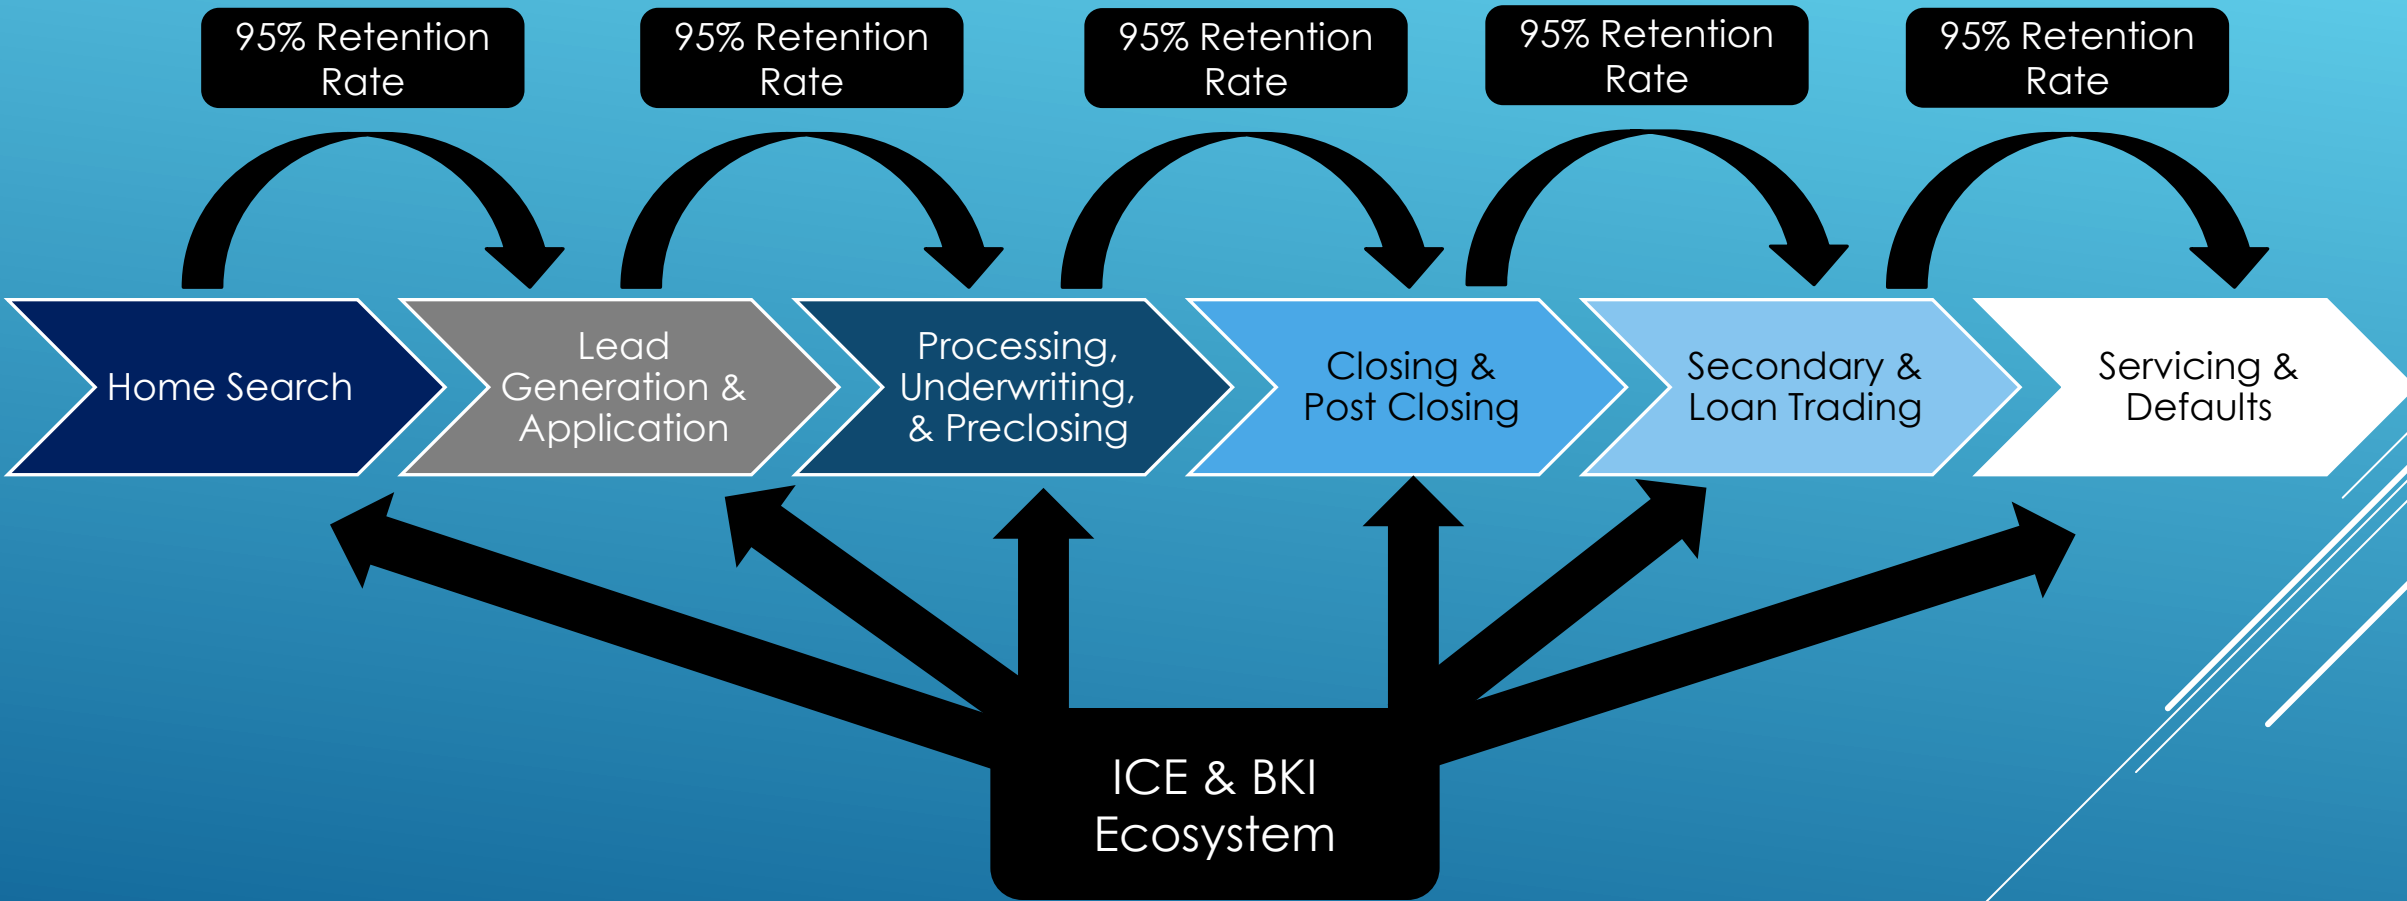 95% Retention
Rate
95% Retention
Rate
95% Retention
Rate
95% Retention
Rate
95% Retention
Rate
Home Search
Lead
Generation &
Application
Processing,
Underwriting,
& Preclosing
Closing &
Post Closing
Secondary &
Loan Trading
Servicing &
Defaults
ICE & BKI
Ecosystem